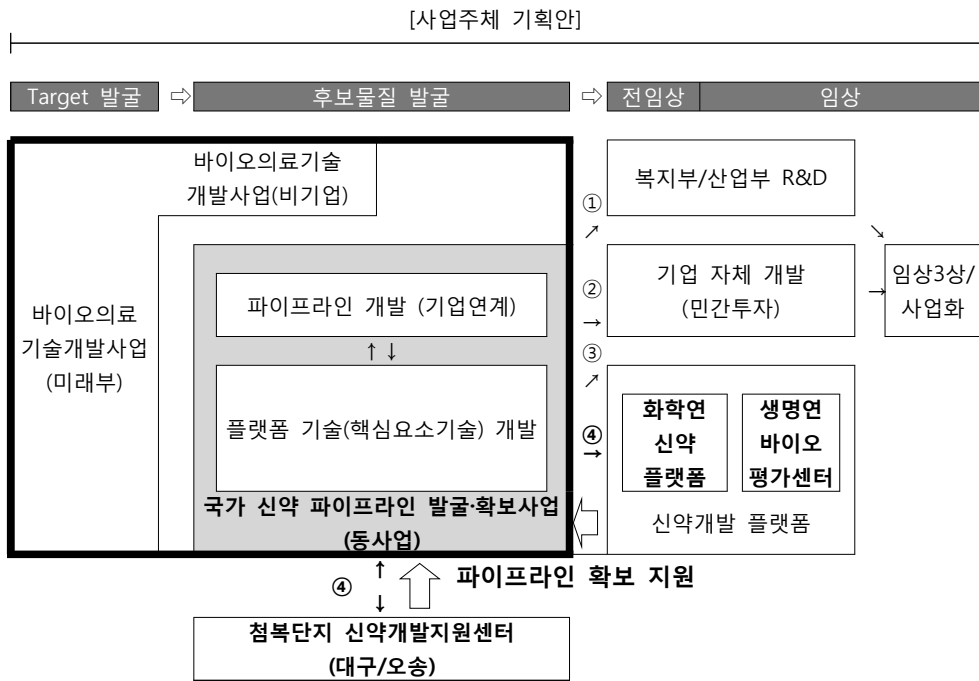 [사업주체 기획안]
Target 발굴 ⇨ 후보물질 발굴 ⇨ 전임상 임상
바이오의료기술
개발사업(비기업)
바이오의료
기술개발사업
(미래부)
파이프라인 개발 (기업연계)
↑↓
플랫폼 기술(핵심요소기술) 개발
국가 신약 파이프라인 발굴·확보사업
(동사업)
①
↗
②
→
③
↗
④
→
복지부/산업부 R&D
기업 자체 개발
(민간투자)
↘
→
임상3상/
사업화
화학연
신약
플랫폼
생명연
바이오
평가센터
신약개발 플랫폼
④
↑
↓
파이프라인 확보 지원
첨복단지 신약개발지원센터
(대구/오송)